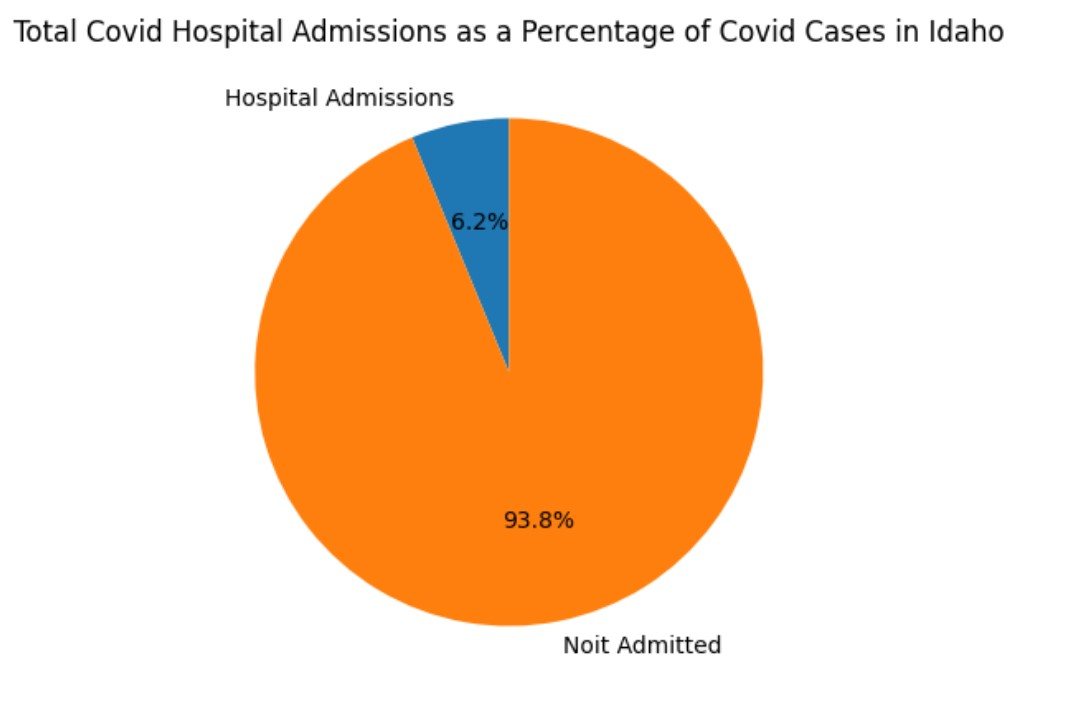 Total Covid Hospital Admissions as a Percentage of Covid Cases in Idaho
Hospital Admissions
6.2%
93.8%
Noit Admitted